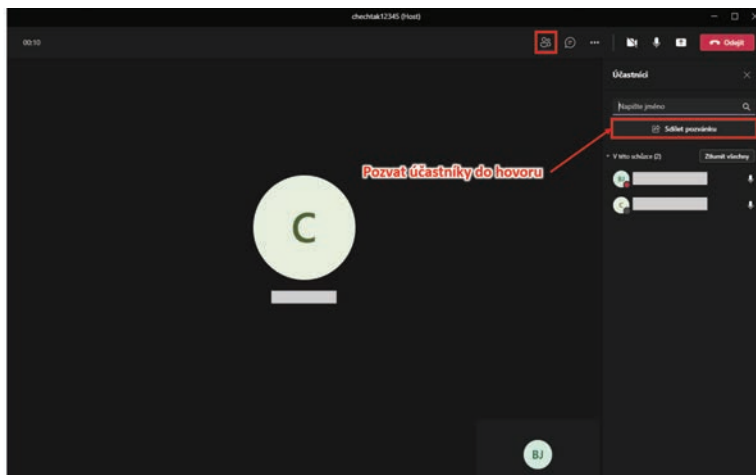 chechtak12345 (Host)
00:10
Odejít
Účastníci
Napište jméno
Sdílet pozvánku
V této schůzce (2)
Ztlumit všechny
Pozvat účastníky do hovoru
BJ
C
C
BJ